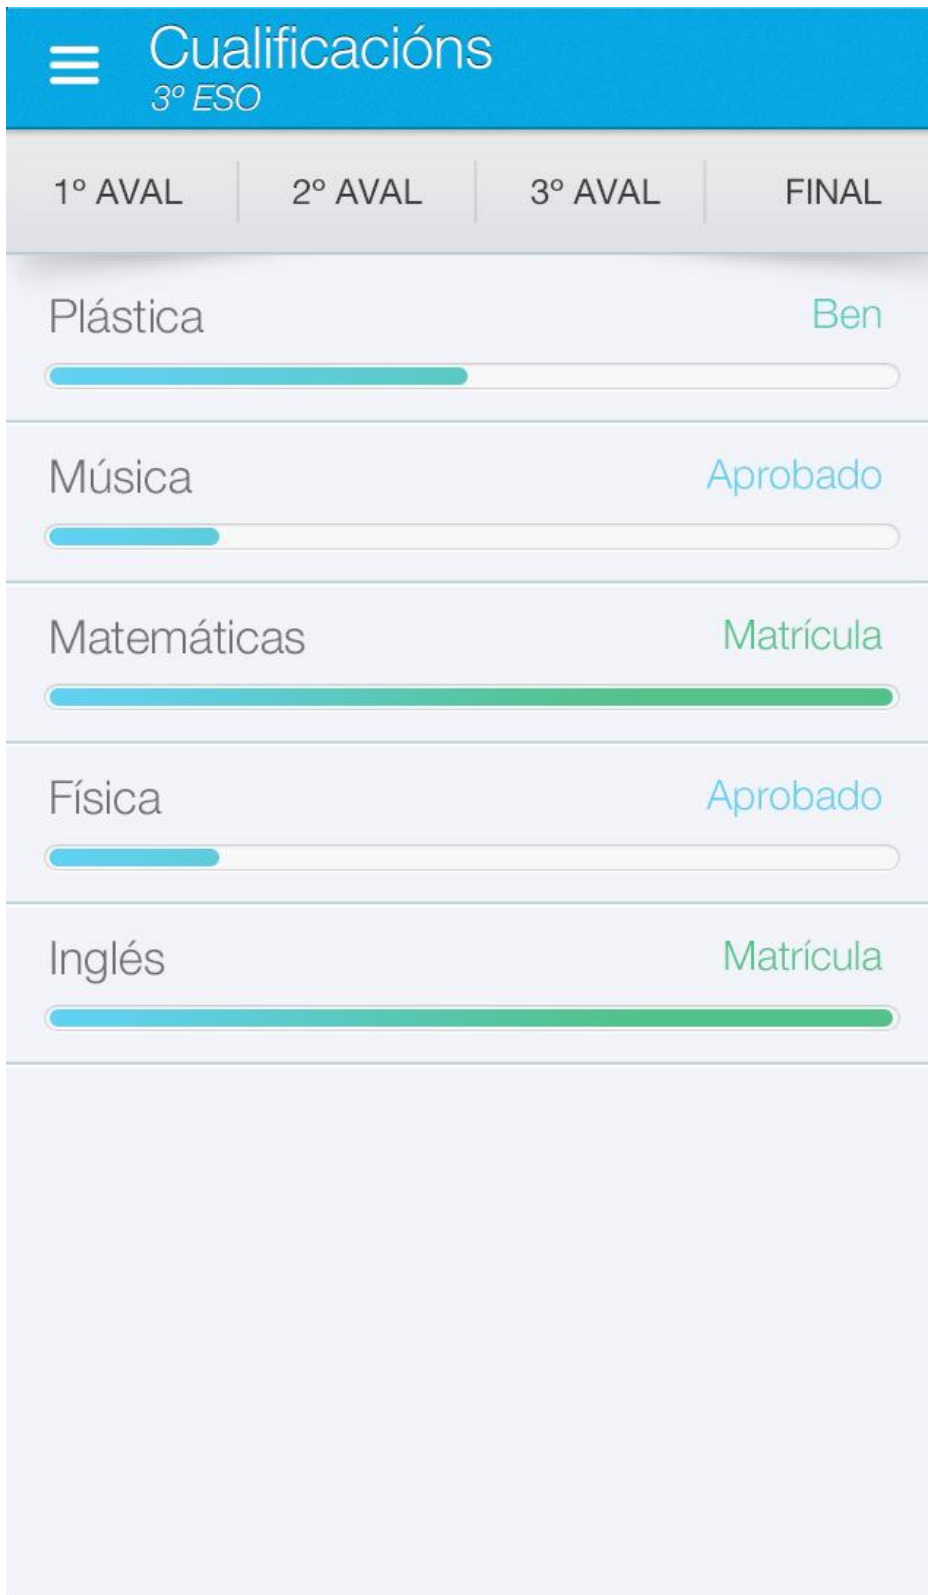 Cualificacións
3º ESO
1º AVAL 2º AVAL 3º AVAL FINAL
Plástica Ben
Música Aprobado
Matemáticas Matrícula
Física Aprobado
Inglés Matrícula